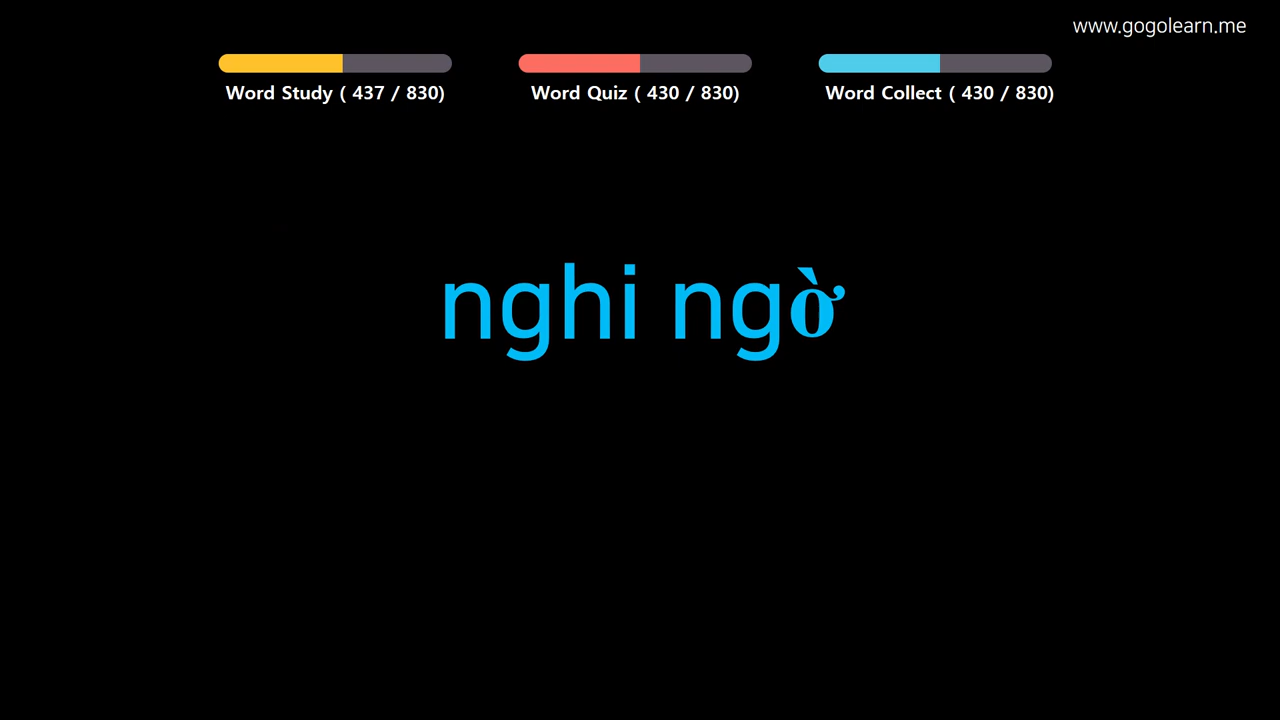 www.gogolearn.me
Word Study ( 437 / 830)
Word Quiz ( 430 / 830)
Word Collect ( 430 / 830)
nghi ngờ